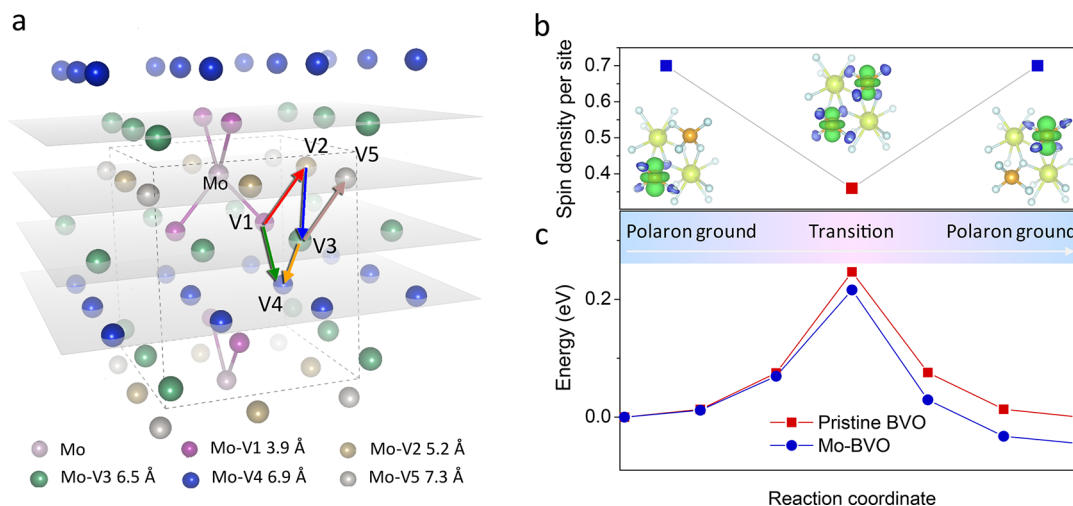 a
V2
V5
Mo
V1
V3
V4
Mo
Mo-V1 3.9 Å
Mo-V2 5.2 Å
Mo-V3 6.5 Å
Mo-V4 6.9 Å
Mo-V5 7.3 Å
b
Spin density per site
0.7
0.6
0.5
0.4
c
Polaron ground
Transition
Polaron ground
Energy (eV)
0.2
0.0
Pristine BVO
Mo-BVO
Reaction coordinate